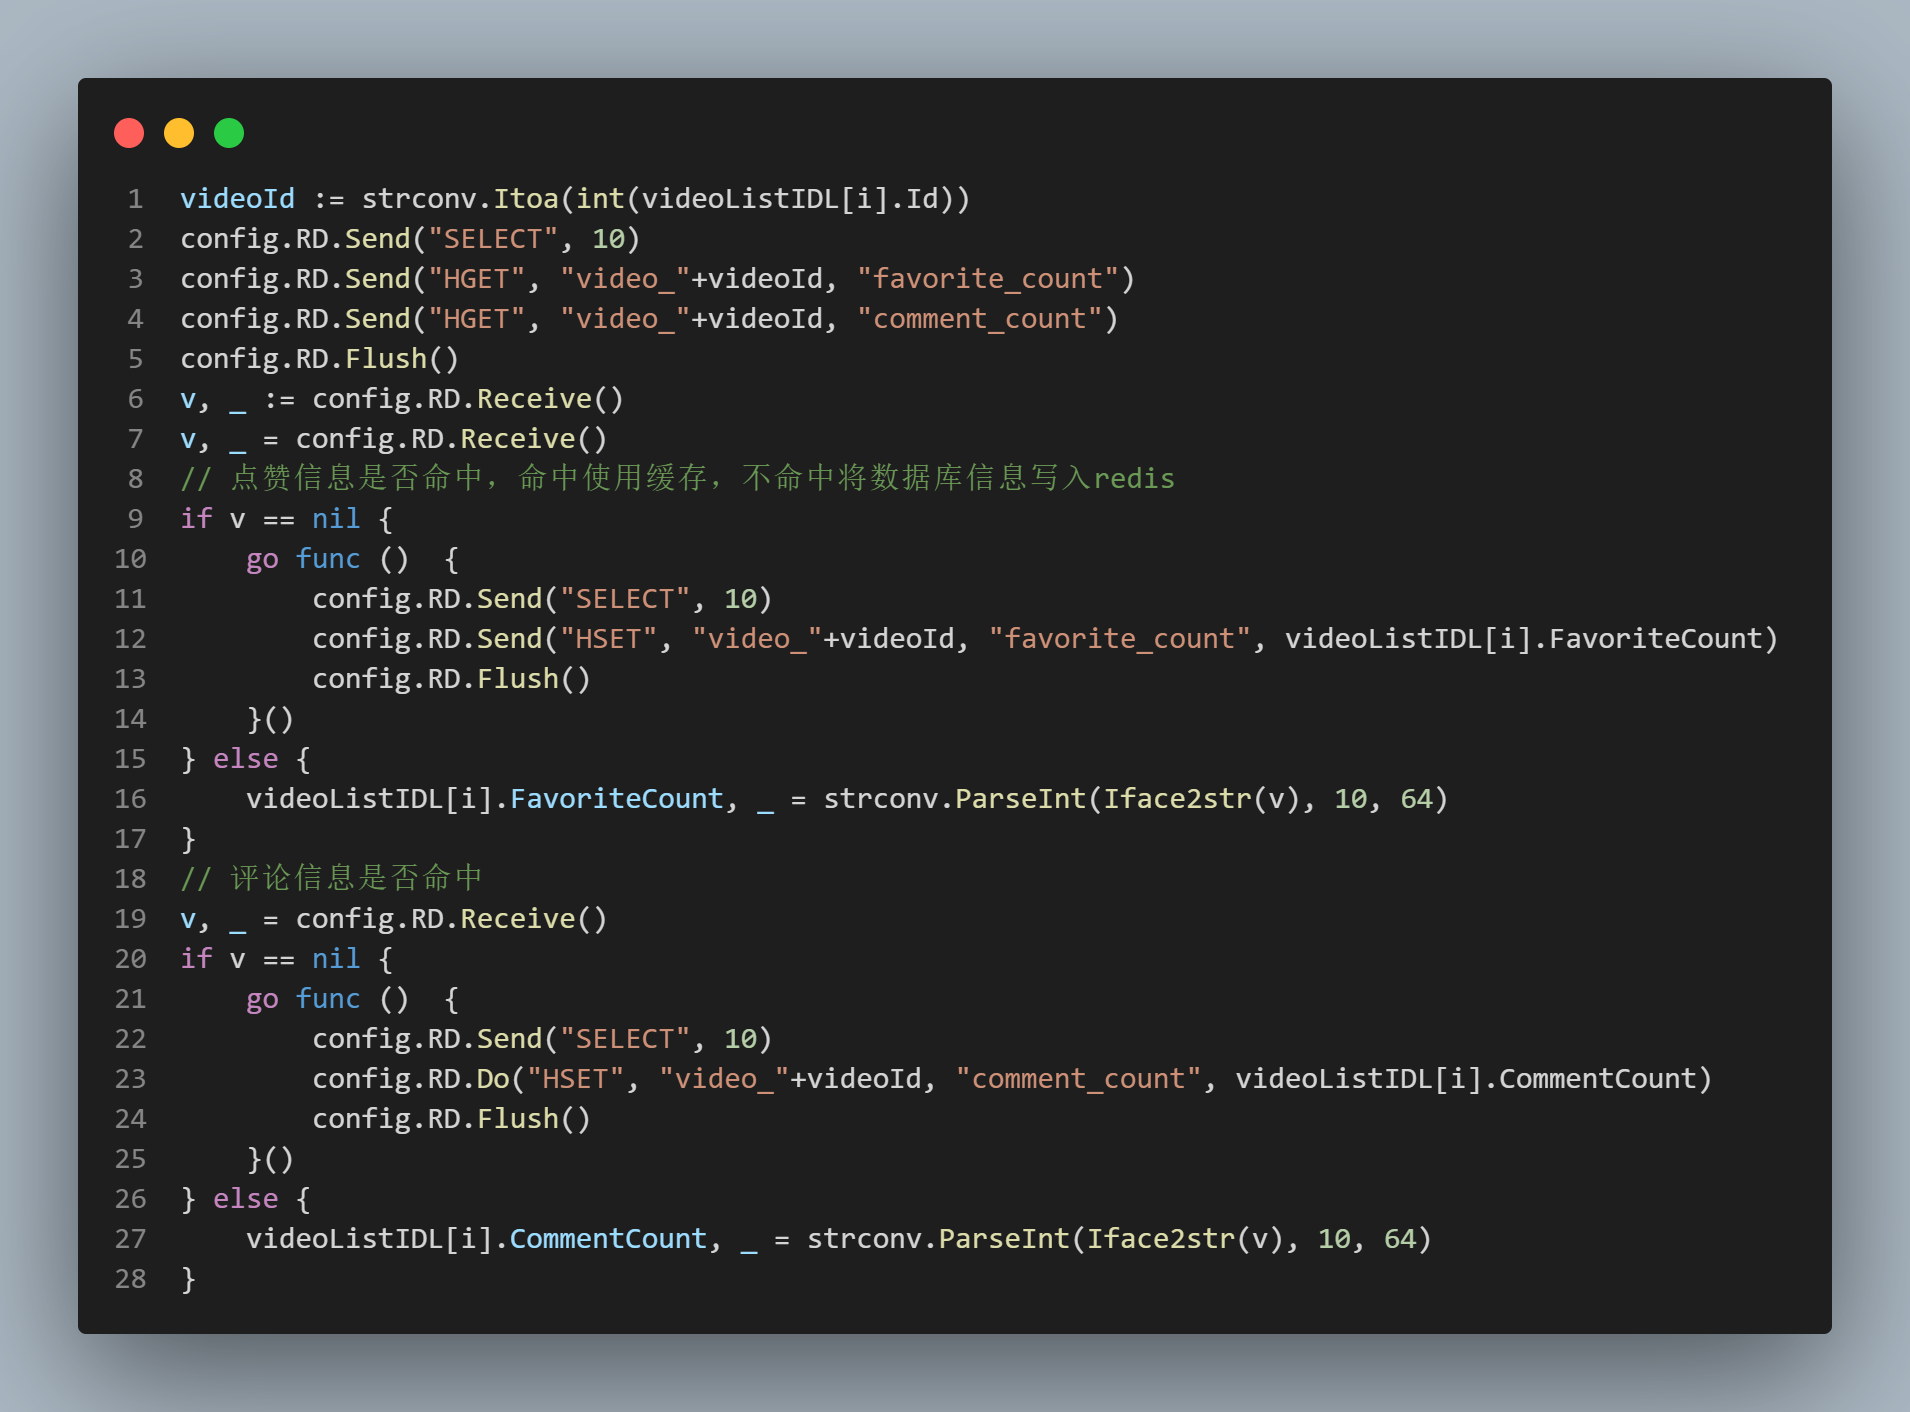 1 videoId := strconv.Itoa(int(videoListIDL[i].Id))
2 config.RD.Send("SELECT", 10)
3 config.RD.Send("HGET", "video_"+videoId, "favorite_count")
4 config.RD.Send("HGET", "video_"+videoId, "comment_count")
5 config.RD.Flush()
6 v, _ := config.RD.Receive()
7 v, _ = config.RD.Receive()
8 // 点赞信息是否命中，命中使用缓存，不命中将数据库信息写入redis
9 if v == nil {
10     go func ()  {
11         config.RD.Send("SELECT", 10)
12         config.RD.Send("HSET", "video_"+videoId, "favorite_count", videoListIDL[i].FavoriteCount)
13         config.RD.Flush()
14     }()
15 } else {
16     videoListIDL[i].FavoriteCount, _ = strconv.ParseInt(Iface2str(v), 10, 64)
17 }
18 // 评论信息是否命中
19 v, _ = config.RD.Receive()
20 if v == nil {
21     go func ()  {
22         config.RD.Send("SELECT", 10)
23         config.RD.Do("HSET", "video_"+videoId, "comment_count", videoListIDL[i].CommentCount)
24         config.RD.Flush()
25     }()
26 } else {
27     videoListIDL[i].CommentCount, _ = strconv.ParseInt(Iface2str(v), 10, 64)
28 }